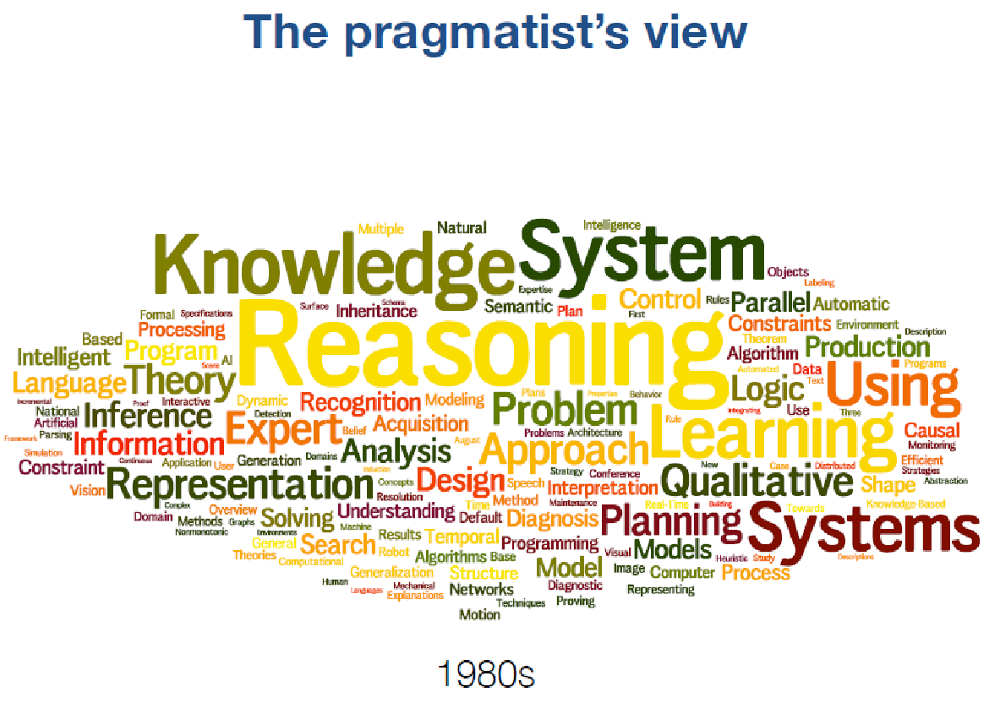 The pragmatist's view
Multiple Natural Intelligence
Knowledge System
Objects
Labeling
Expertise
Surface Schema Inheritance Semantic Plan Control Rules Parallel Automatic
First
Formal Specifications
Processing Reasoning Constraints Environment Description
Based Theorem
Intelligent Program AI Algorithm Production
Scene Automated Data Programs
Language Theory Text Using
Logic
Incremental Proof Interactive Dynamic Recognition Modeling Plans Properties Behavior
National Inference Detection Problem Integrating Use Three
Artificial Expert Belief Acquisition Rule Learning Causal
Framework Parsing Information Problems Architecture Monitoring
Simulation August Approach
Constraint Continuous Application User Generation Domains Analysis Efficient
Strategies
Induction Strategy Conference New Case Distributed
Vision Representation Concepts Design Speech Interpretation Qualitative Shape Abstraction
Resolution
Complex Time Method Maintenance Real-Time Building Towards Knowledge-Based
Domain Overview Solving Understanding Default Diagnosis Planning Systems
Methods Graphs
Nonmonotonic Environments Machine
General Search Results Temporal Programming Visual Models
Theories Robot Heuristic Study Descriptions
Computational Algorithms Base
Generalization Structure Model Image Computer Process
Human Mechanical Networks Diagnostic Representing
Languages Explanations
Techniques Proving
Motion
1980s